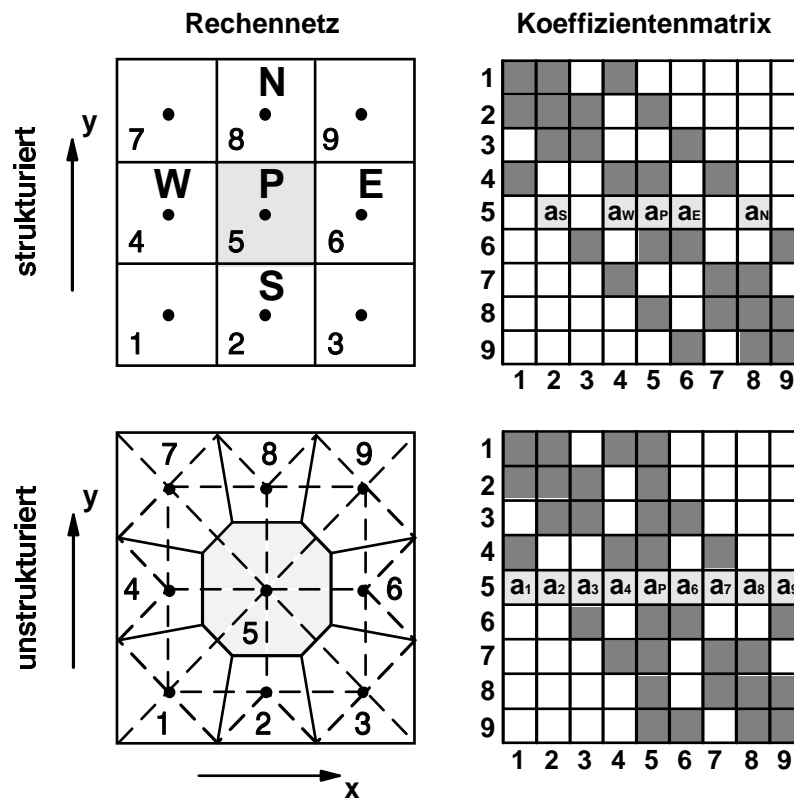 Rechennetz
Koeffizientenmatrix
strukturiert
y
N
7 8 9
W P E
4 5 6
S
1 2 3
1
2
3
4
5 aS aW aP aE aN
6
7
8
9
1 2 3 4 5 6 7 8 9
unstrukturiert
y
7 8 9
4 6
5
1 2 3
x
1
2
3
4
5 a1 a2 a3 a4 aP a6 a7 a8 a9
6
7
8
9
1 2 3 4 5 6 7 8 9